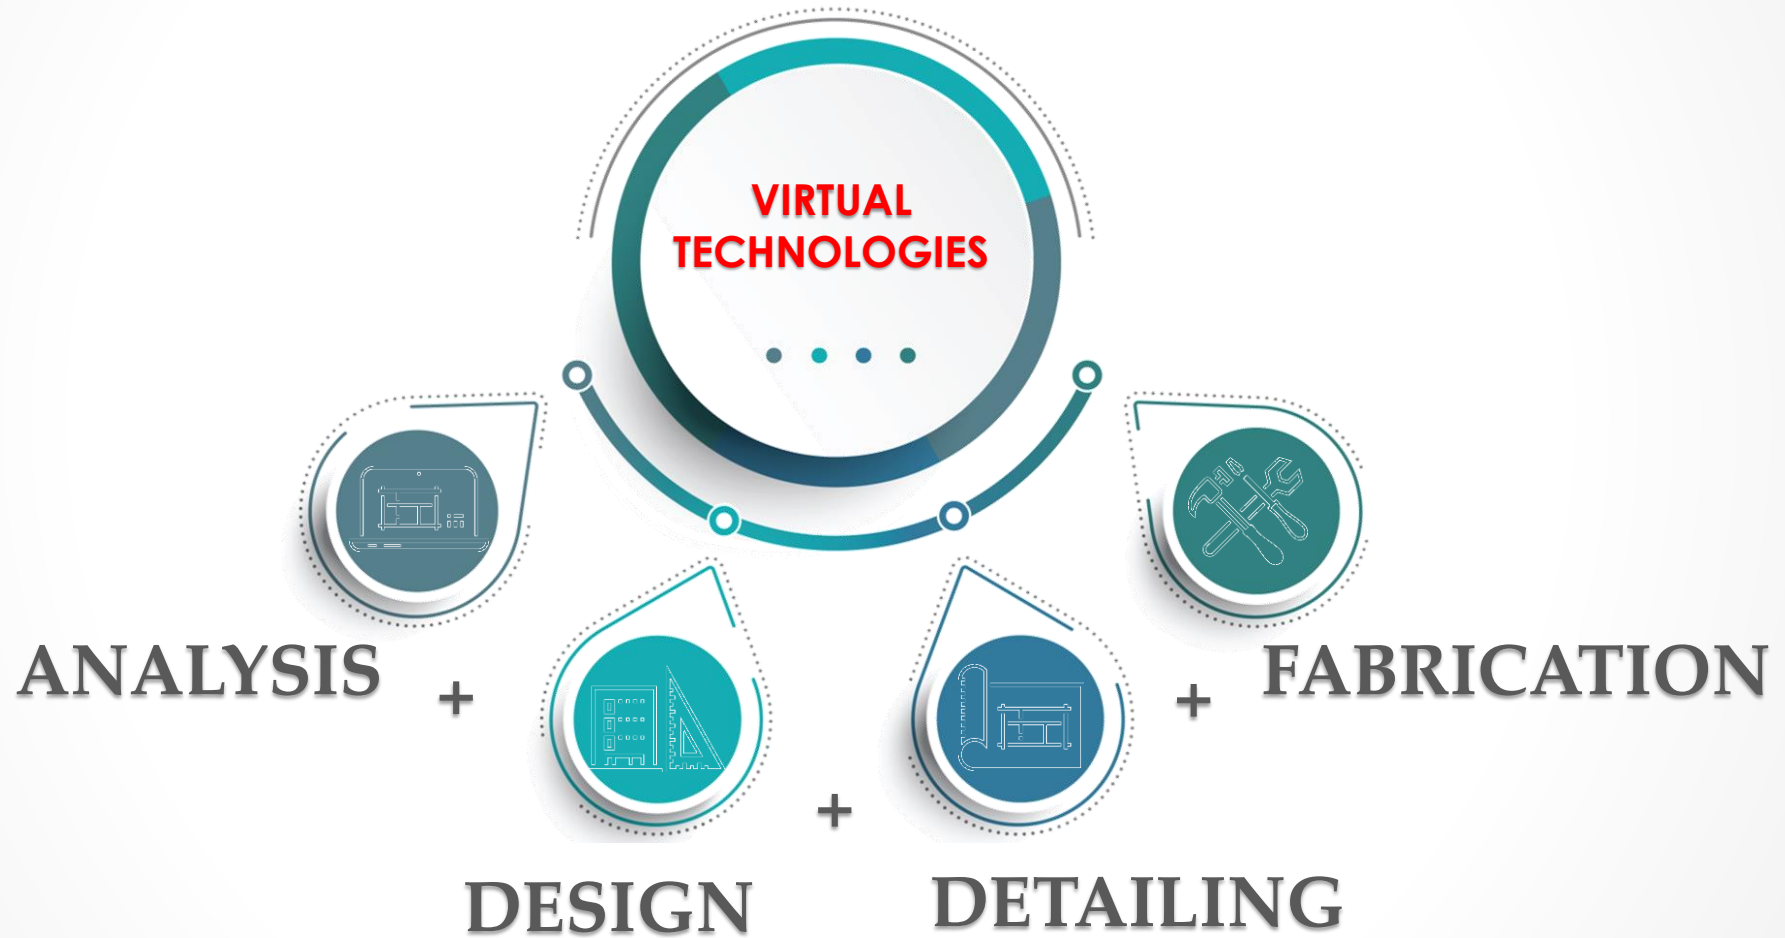 VIRTUAL
TECHNOLOGIES
ANALYSIS
+
DESIGN
+
DETAILING
+
FABRICATION